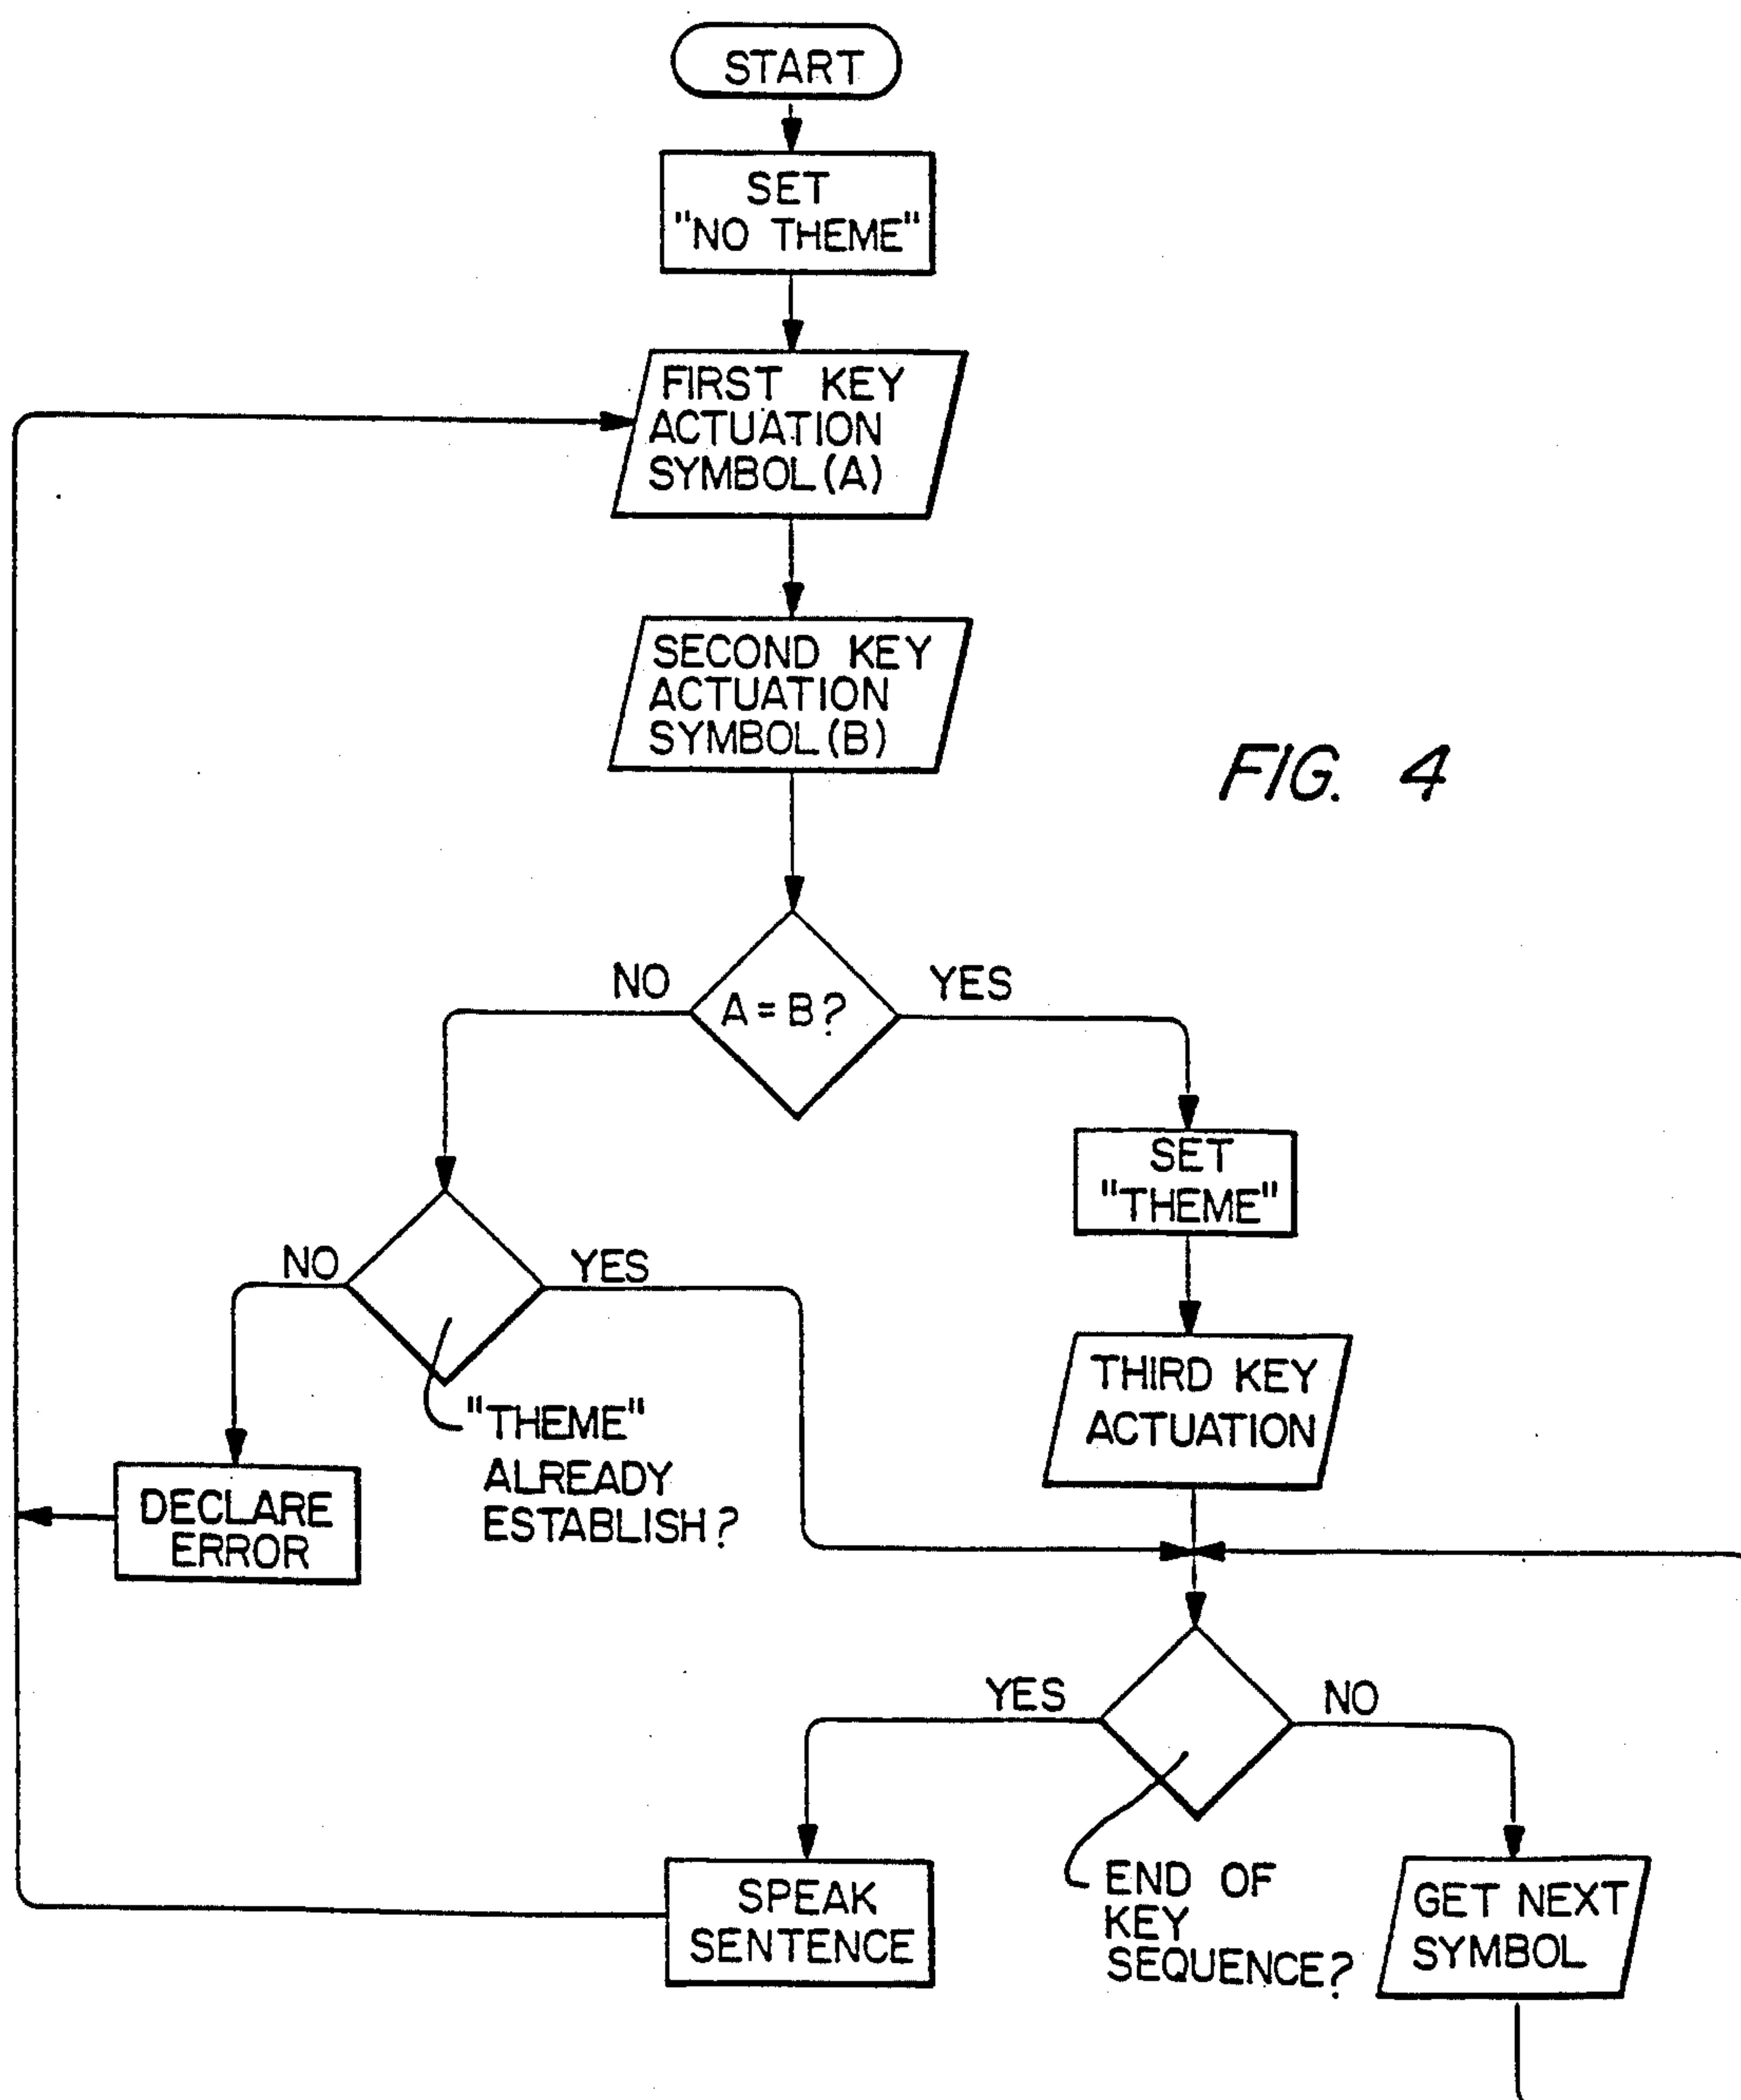 START
SET
"NO THEME"
FIRST KEY
ACTUATION
SYMBOL(A)
SECOND KEY
ACTUATION
SYMBOL(B)
FIG. 4
NO
A=B?
YES
SET
"THEME"
NO
YES
THIRD KEY
ACTUATION
"THEME"
ALREADY
ESTABLISH?
DECLARE
ERROR
YES
NO
END OF
KEY
SEQUENCE?
SPEAK
SENTENCE
GET NEXT
SYMBOL